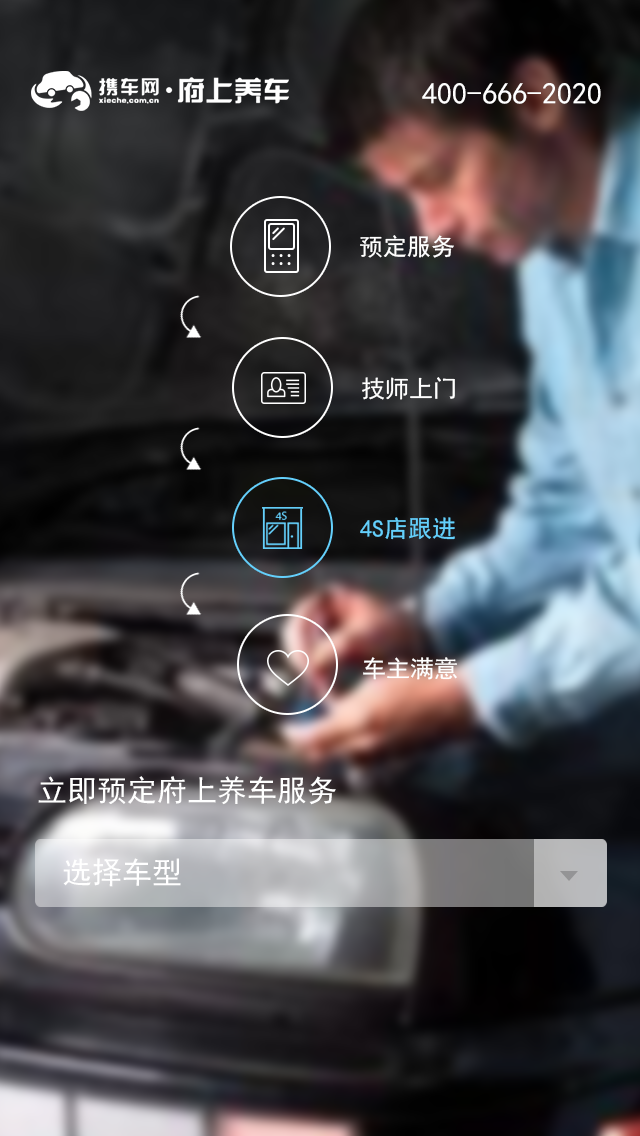 携车网·府上养车
xieche.com.cn
400-666-2020
预定服务
技师上门
4S
4S店跟进
车主满意
立即预定府上养车服务
选择车型